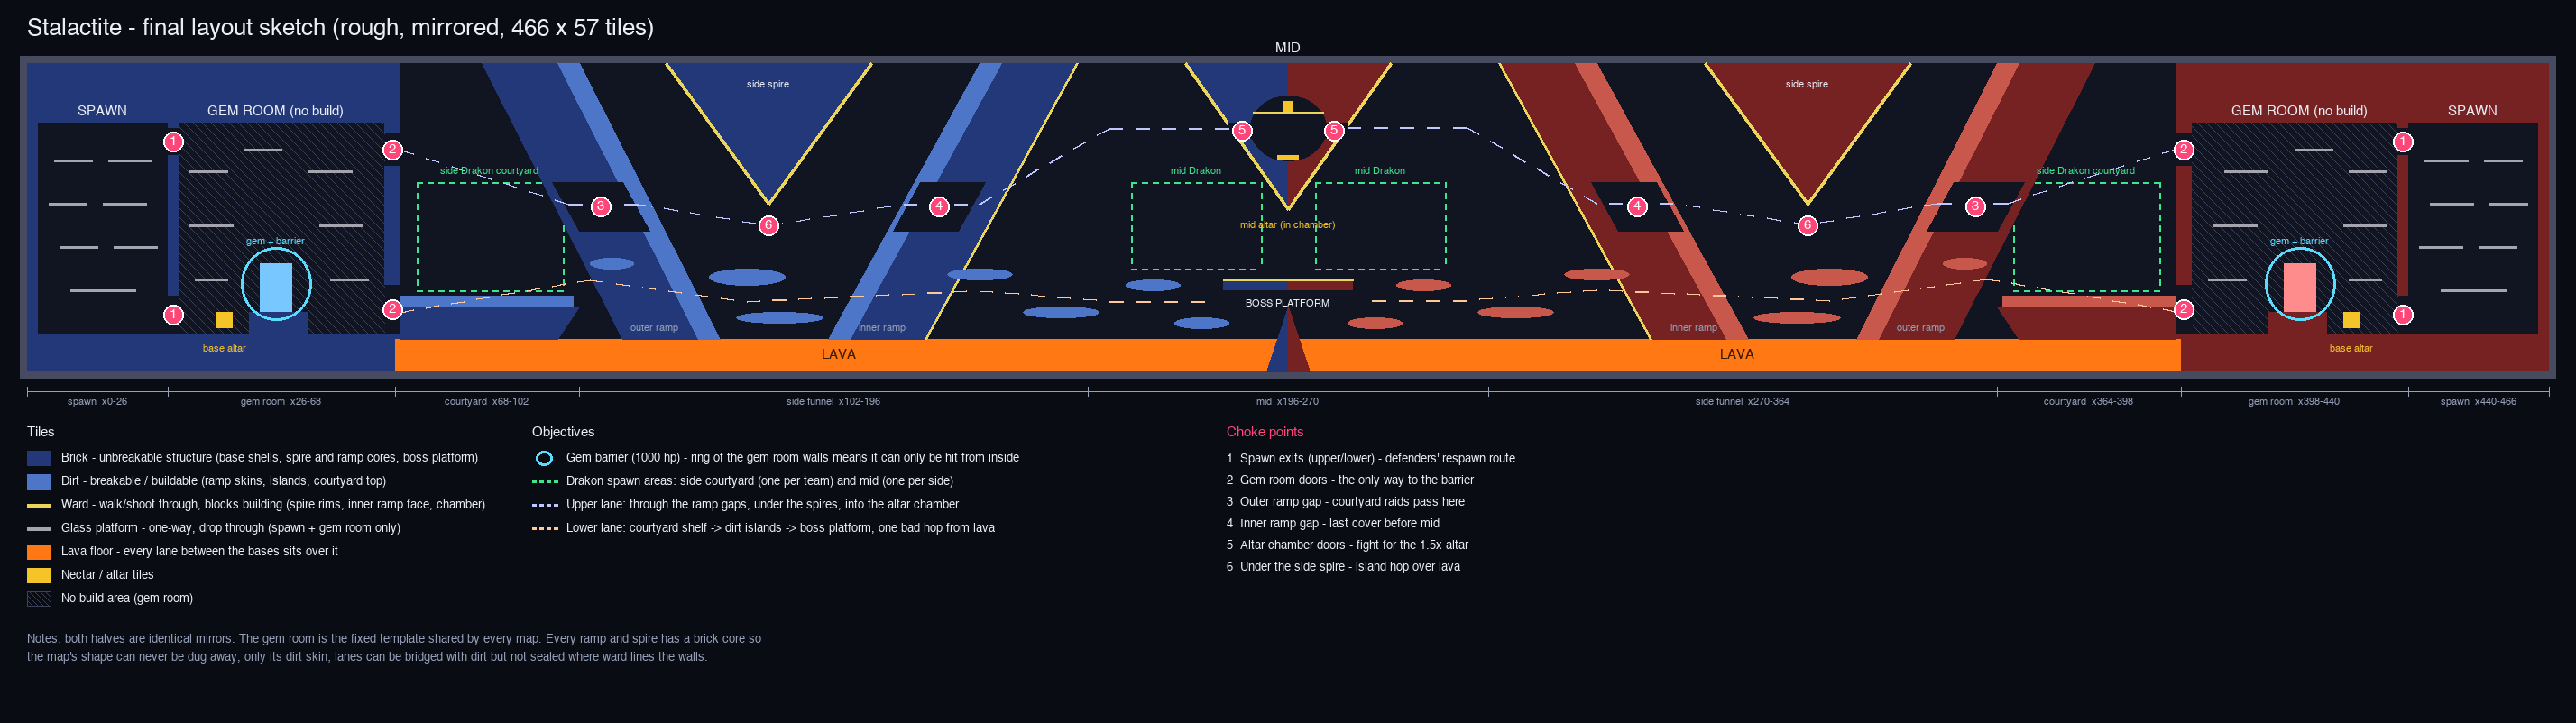 Stalactite - final layout sketch (rough, mirrored, 466 x 57 tiles)
MID
side spire
side spire
SPAWN
GEM ROOM (no build)
GEM ROOM (no build)
SPAWN
1
2
5
5
2
1
side Drakon courtyard
mid Drakon
mid Drakon
side Drakon courtyard
3
4
4
3
6
mid altar (in chamber)
6
gem + barrier
gem + barrier
1
2
BOSS PLATFORM
2
1
outer ramp
inner ramp
inner ramp
outer ramp
base altar
LAVA
LAVA
base altar
spawn x0-26
gem room x26-68
courtyard x68-102
side funnel x102-196
mid x196-270
side funnel x270-364
courtyard x364-398
gem room x398-440
spawn x440-466
Tiles
Brick - unbreakable structure (base shells, spire and ramp cores, boss platform)
Dirt - breakable / buildable (ramp skins, islands, courtyard top)
Ward - walk/shoot through, blocks building (spire rims, inner ramp face, chamber)
Glass platform - one-way, drop through (spawn + gem room only)
Lava floor - every lane between the bases sits over it
Nectar / altar tiles
No-build area (gem room)
Objectives
Gem barrier (1000 hp) - ring of the gem room walls means it can only be hit from inside
Drakon spawn areas: side courtyard (one per team) and mid (one per side)
Upper lane: through the ramp gaps, under the spires, into the altar chamber
Lower lane: courtyard shelf -> dirt islands -> boss platform, one bad hop from lava
Choke points
1 Spawn exits (upper/lower) - defenders' respawn route
2 Gem room doors - the only way to the barrier
3 Outer ramp gap - courtyard raids pass here
4 Inner ramp gap - last cover before mid
5 Altar chamber doors - fight for the 1.5x altar
6 Under the side spire - island hop over lava
Notes: both halves are identical mirrors. The gem room is the fixed template shared by every map. Every ramp and spire has a brick core so
the map's shape can never be dug away, only its dirt skin; lanes can be bridged with dirt but not sealed where ward lines the walls.